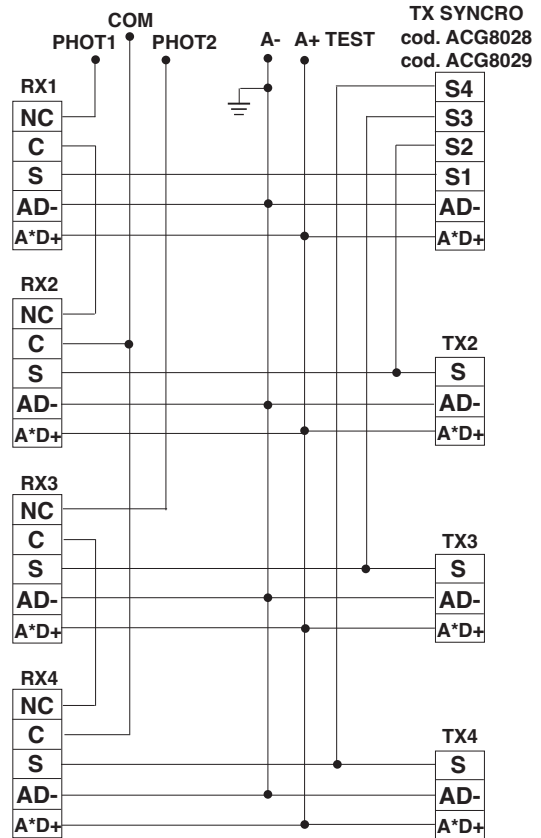 COM
PHOT1 PHOT2
A- A+ TEST
TX SYNCRO
cod. ACG8028
cod. ACG8029
S4
S3
S2
S1
AD-
A*D+
RX1
NC
C
S
AD-
A*D+
RX2
NC
C
S
AD-
A*D+
TX2
S
AD-
A*D+
RX3
NC
C
S
AD-
A*D+
TX3
S
AD-
A*D+
RX4
NC
C
S
AD-
A*D+
TX4
S
AD-
A*D+